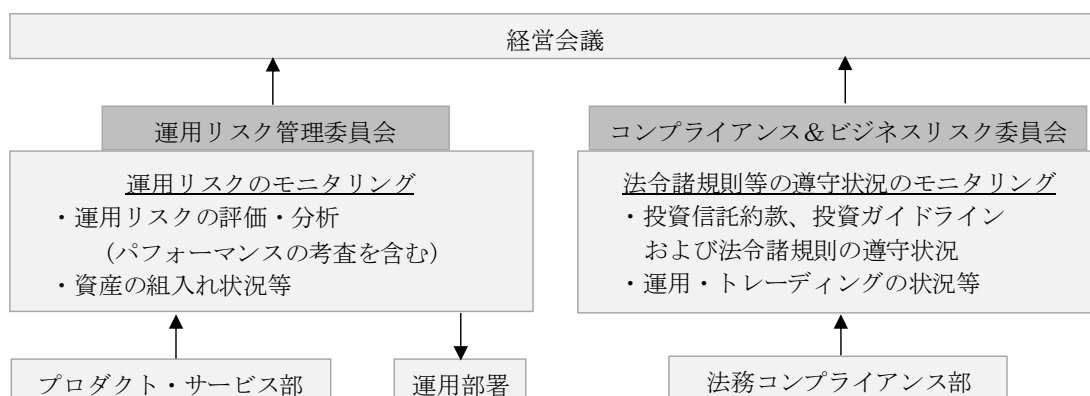 経営会議
運用リスク管理委員会
コンプライアンス＆ビジネスリスク委員会
運用リスクのモニタリング
・運用リスクの評価・分析
（パフォーマンスの考査を含む）
・資産の組入れ状況等
法令諸規則等の遵守状況のモニタリング
・投資信託約款、投資ガイドライン
および法令諸規則の遵守状況
・運用・トレーディングの状況等
プロダクト・サービス部
運用部署
法務コンプライアンス部